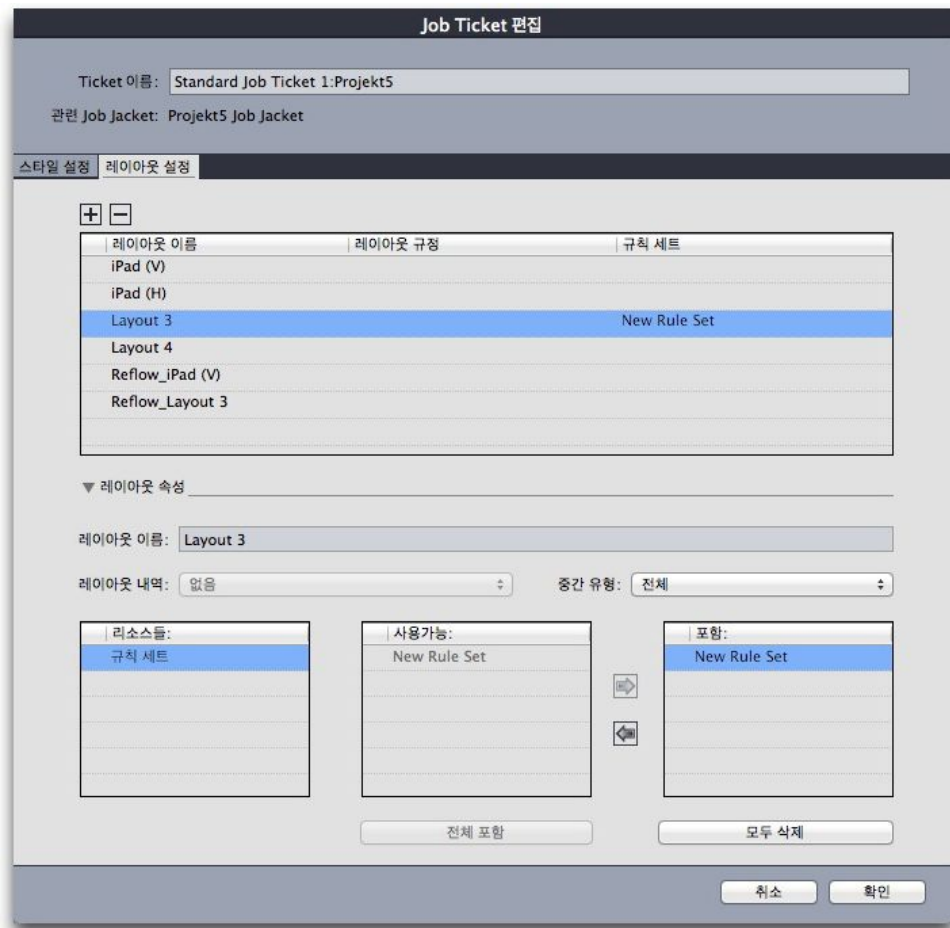 Job Ticket 편집
Ticket 이름: Standard Job Ticket 1:Projekt5
관련 Job Jacket: Projekt5 Job Jacket
스타일 설정 레이아웃 설정
레이아웃 이름 레이아웃 규정 규칙 세트
iPad (V)
iPad (H)
Layout 3 New Rule Set
Layout 4
Reflow_iPad (V)
Reflow_Layout 3
레이아웃 속성
레이아웃 이름: Layout 3
레이아웃 내역: 없음 중간 유형: 전체
리소스들: 사용가능: 포함:
규칙 세트 New Rule Set New Rule Set
전체 포함 모두 삭제
취소 확인